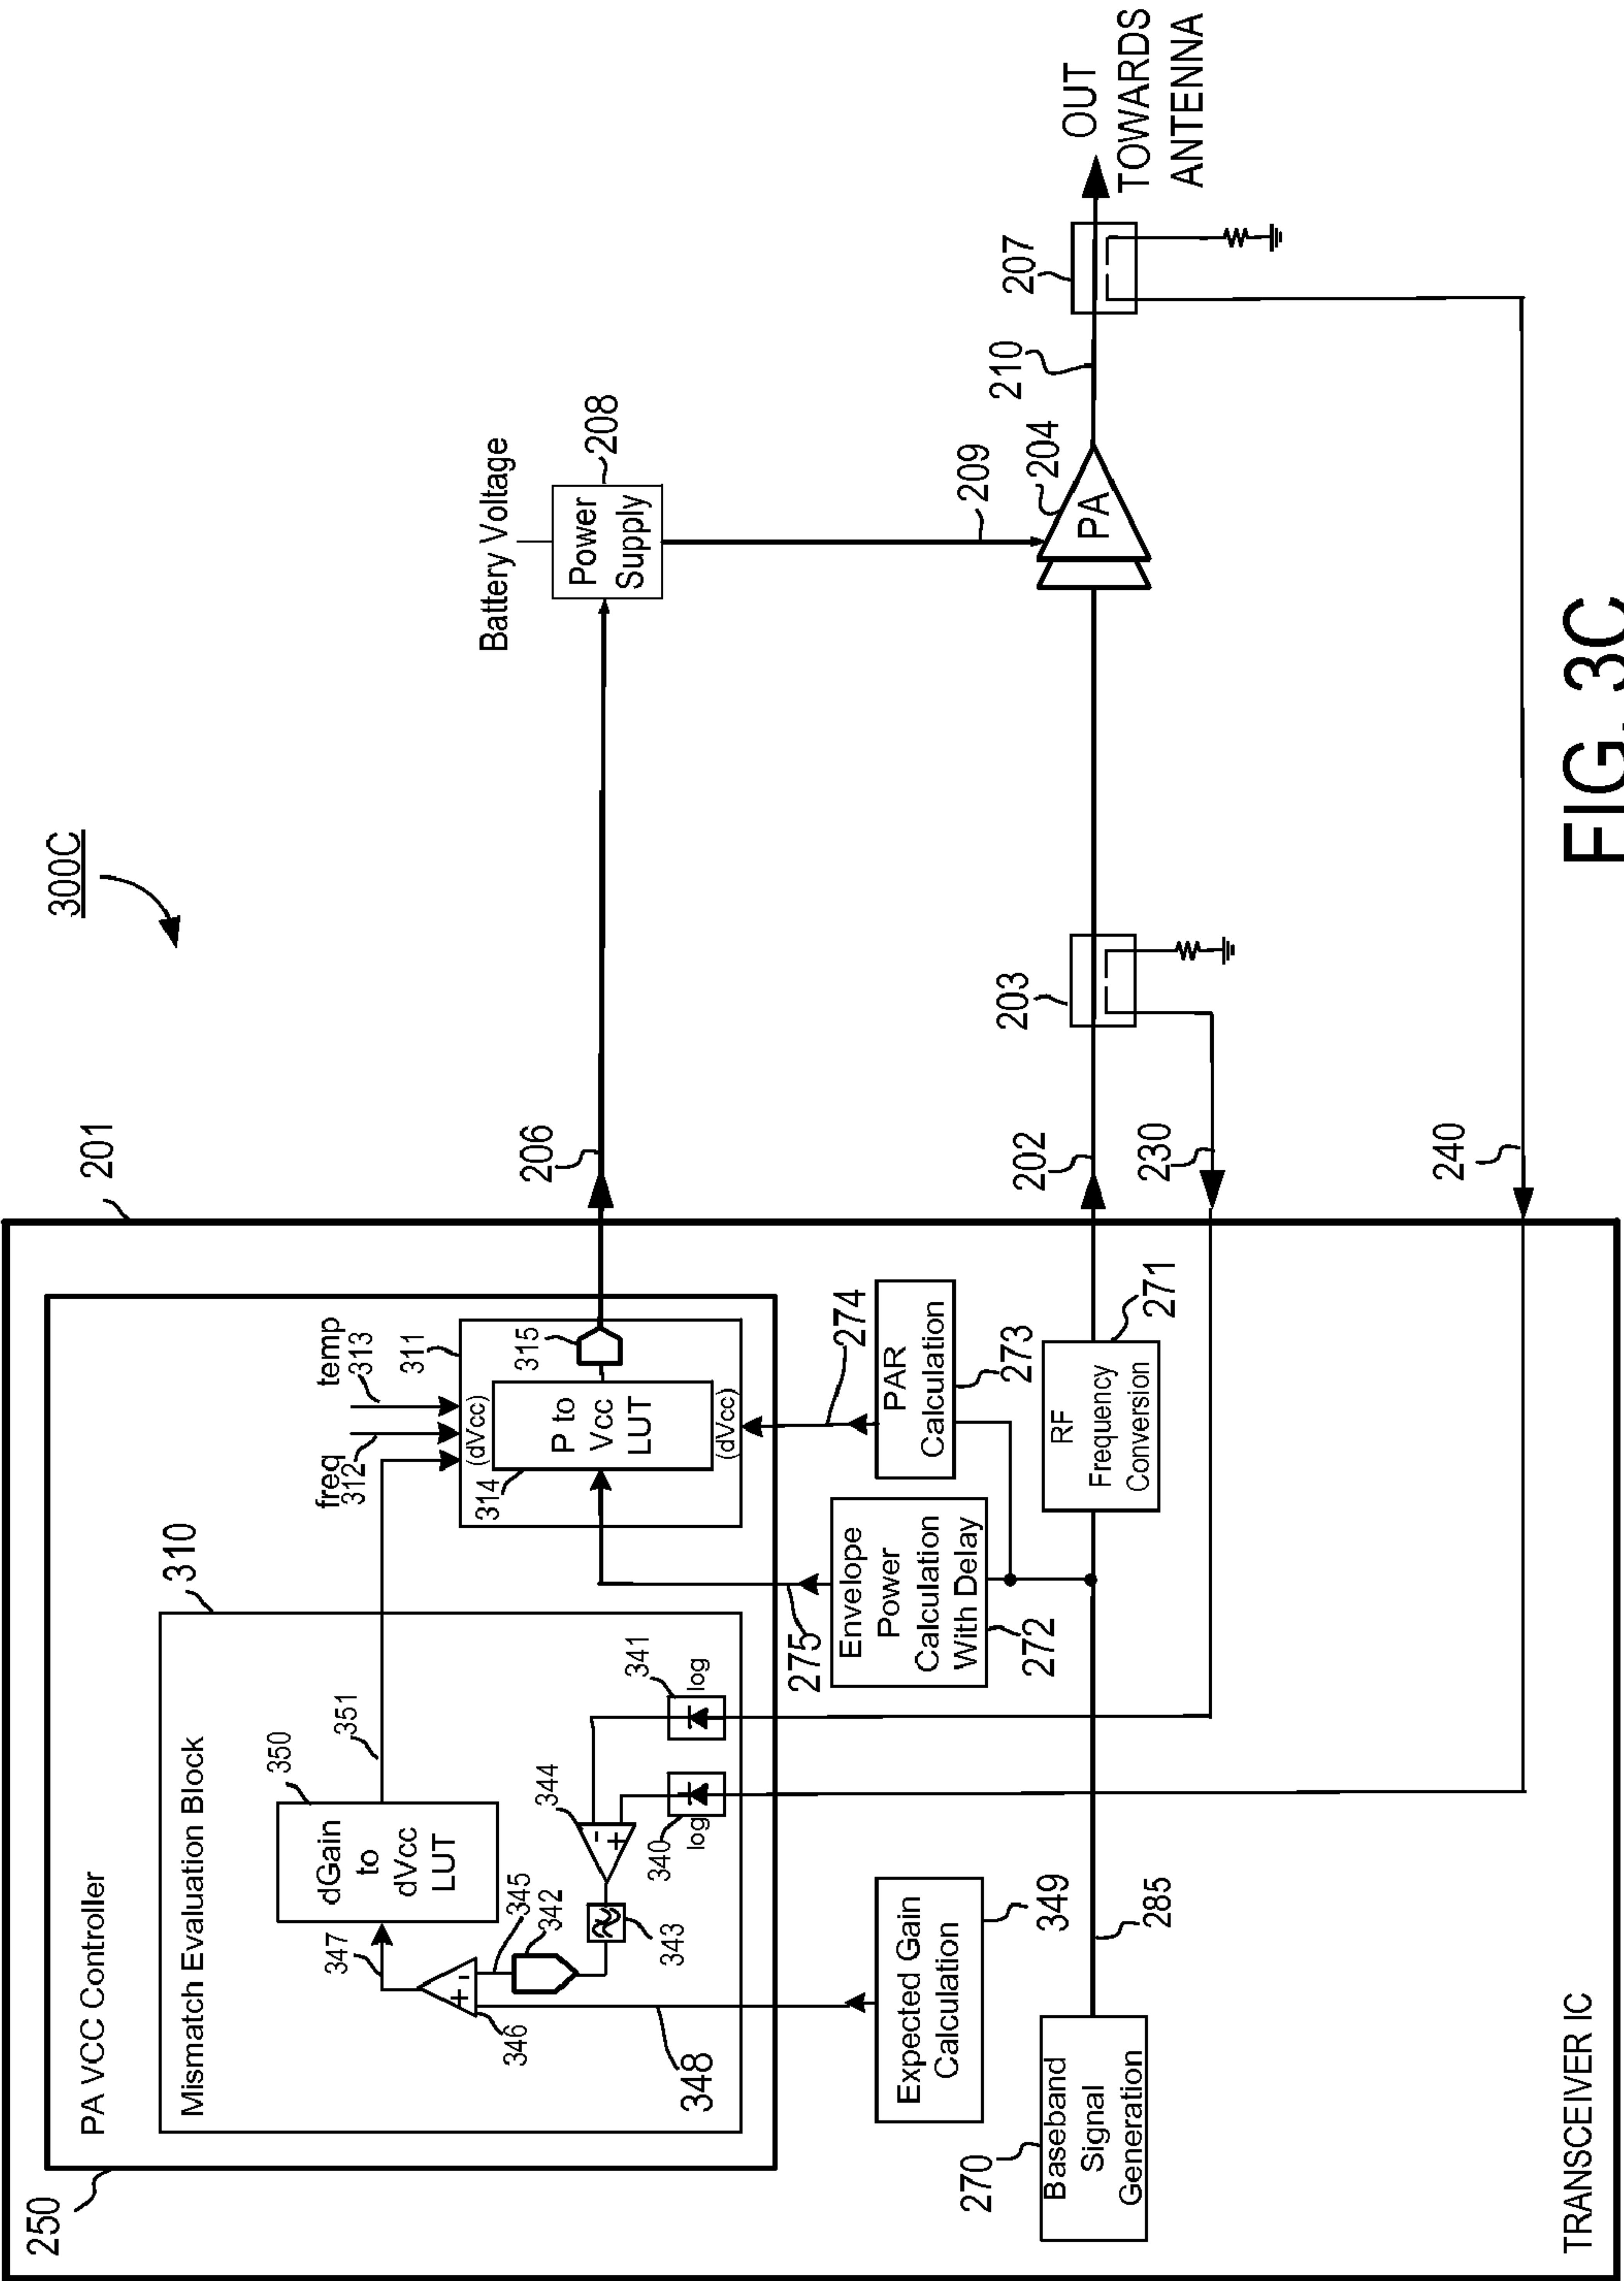 300C
201
250
PA VCC Controller
310
Mismatch Evaluation Block
350
dGain
to
dVcc
LUT
351
347
346
+
-
345
342
343
344
-
+
340
log
341
log
348
freq
312
temp
313
311
(dVcc)
314
P to
Vcc
LUT
(dVcc)
315
206
Battery Voltage
Power
Supply
208
209
275
274
Envelope
Power
Calculation
With Delay
272
PAR
Calculation
273
Expected Gain
Calculation
349
270
Baseband
Signal
Generation
285
RF
Frequency
Conversion
271
202
203
230
204
PA
210
207
OUT
TOWARDS
ANTENNA
240
TRANSCEIVER IC
FIG. 3C